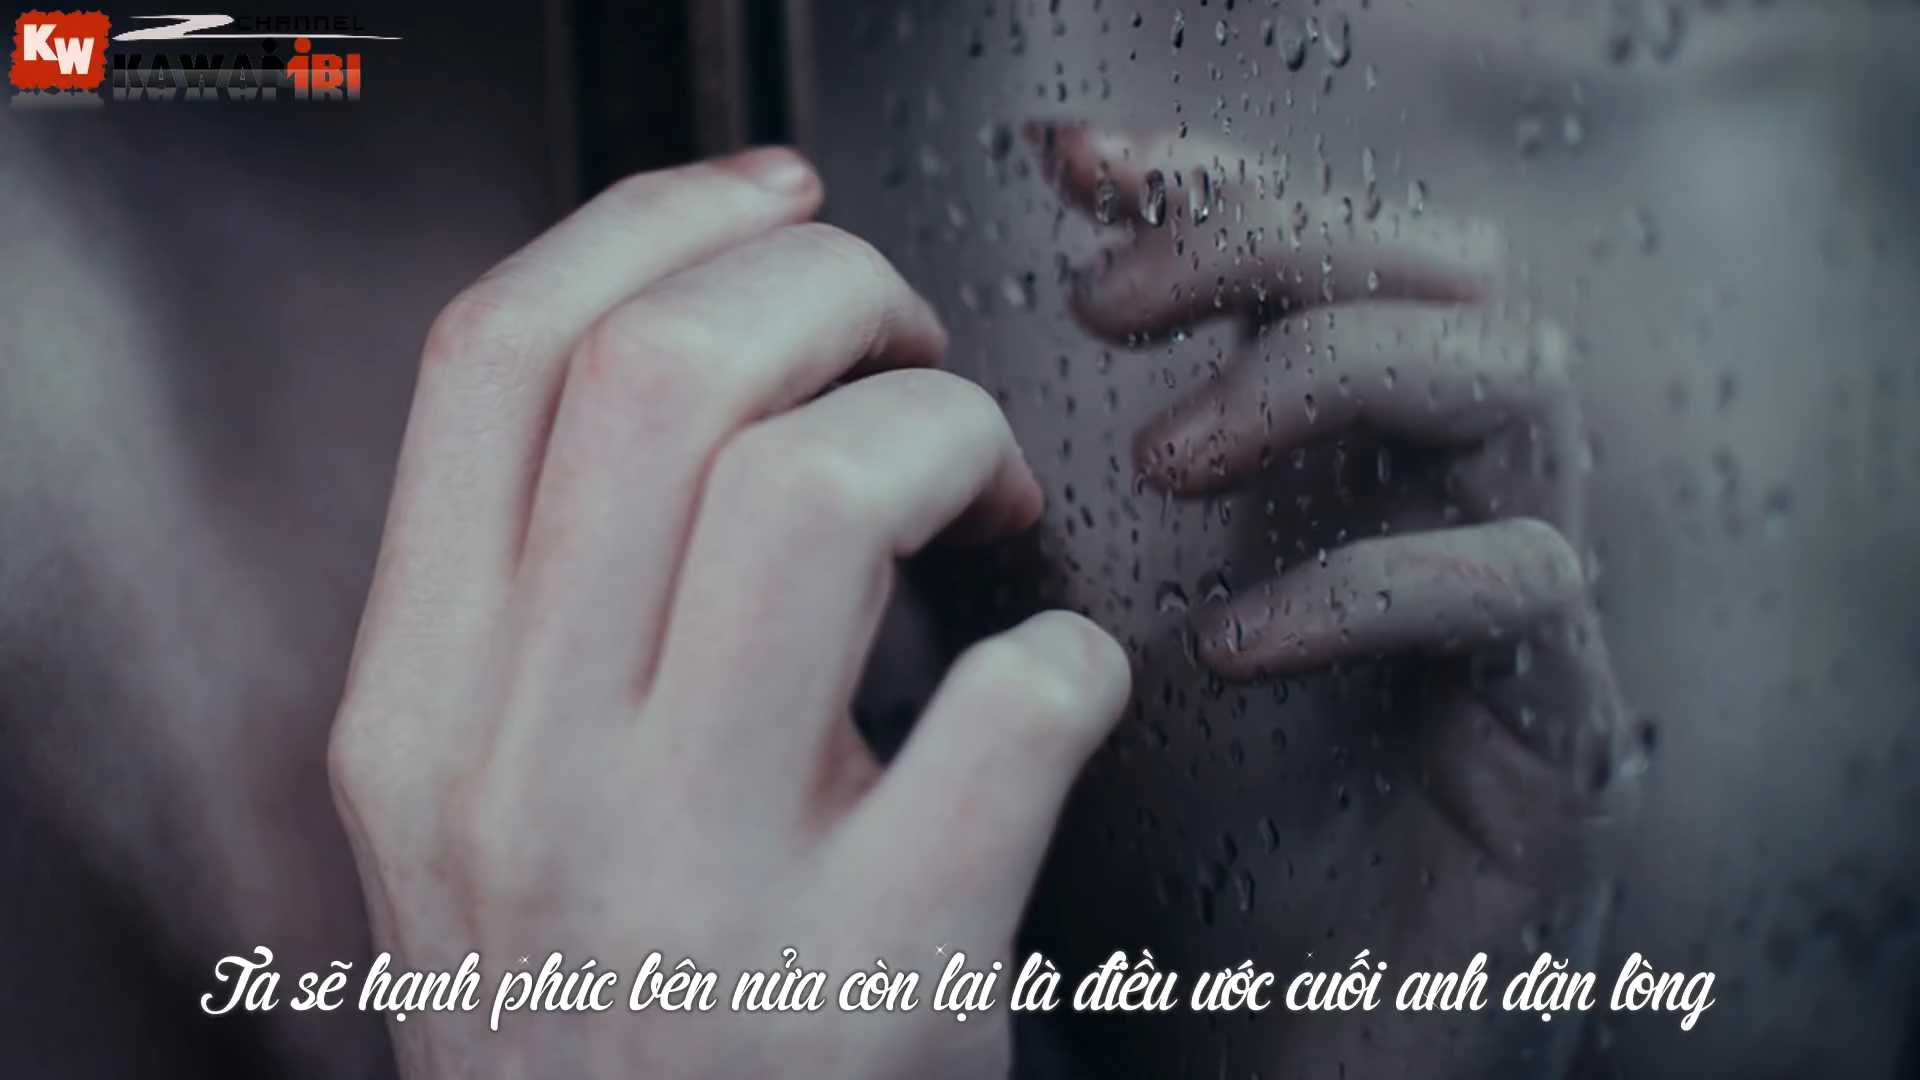 KW
CHANNEL
KAWAIIBI
Ta sẽ hạnh phúc bên nửa còn lại là điều ước cuối anh dặn lòng